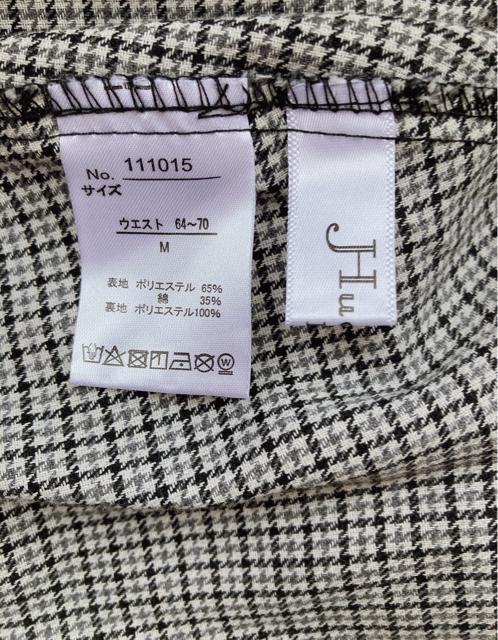 No. 111015
サイズ
ウエスト 64～70
M
表地 ポリエステル 65%
綿 35%
裏地 ポリエステル100%
W
JHu